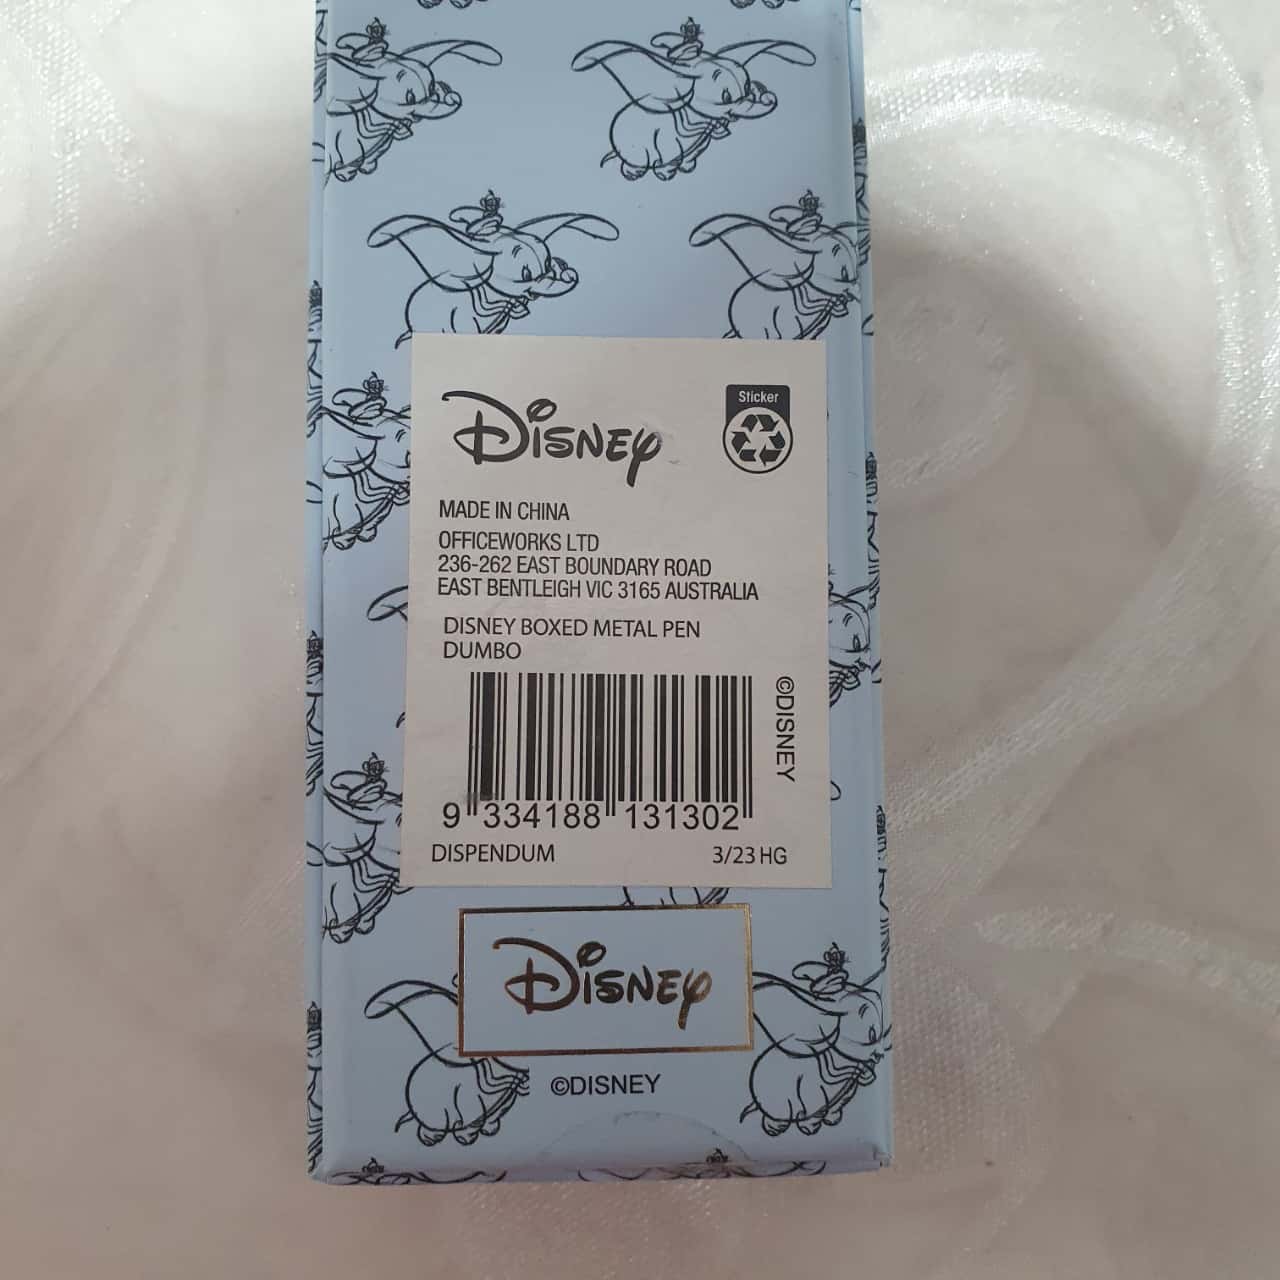 Disney
Sticker
MADE IN CHINA
OFFICEWORKS LTD
236-262 EAST BOUNDARY ROAD
EAST BENTLEIGH VIC 3165 AUSTRALIA
DISNEY BOXED METAL PEN
DUMBO
©DISNEY
9 334188 131302
DISPENDUM 3/23 HG
Disney
©DISNEY